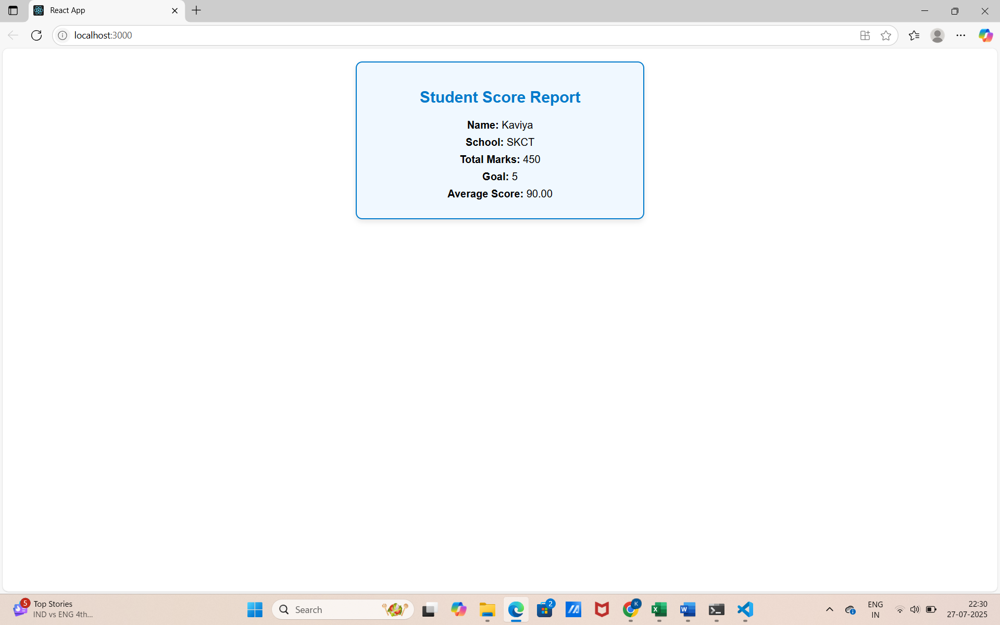 React App
localhost:3000
Student Score Report
Name: Kaviya
School: SKCT
Total Marks: 450
Goal: 5
Average Score: 90.00
5
Top Stories
IND vs ENG 4th...
Search
2
K
X
W
ENG
IN
22:30
27-07-2025